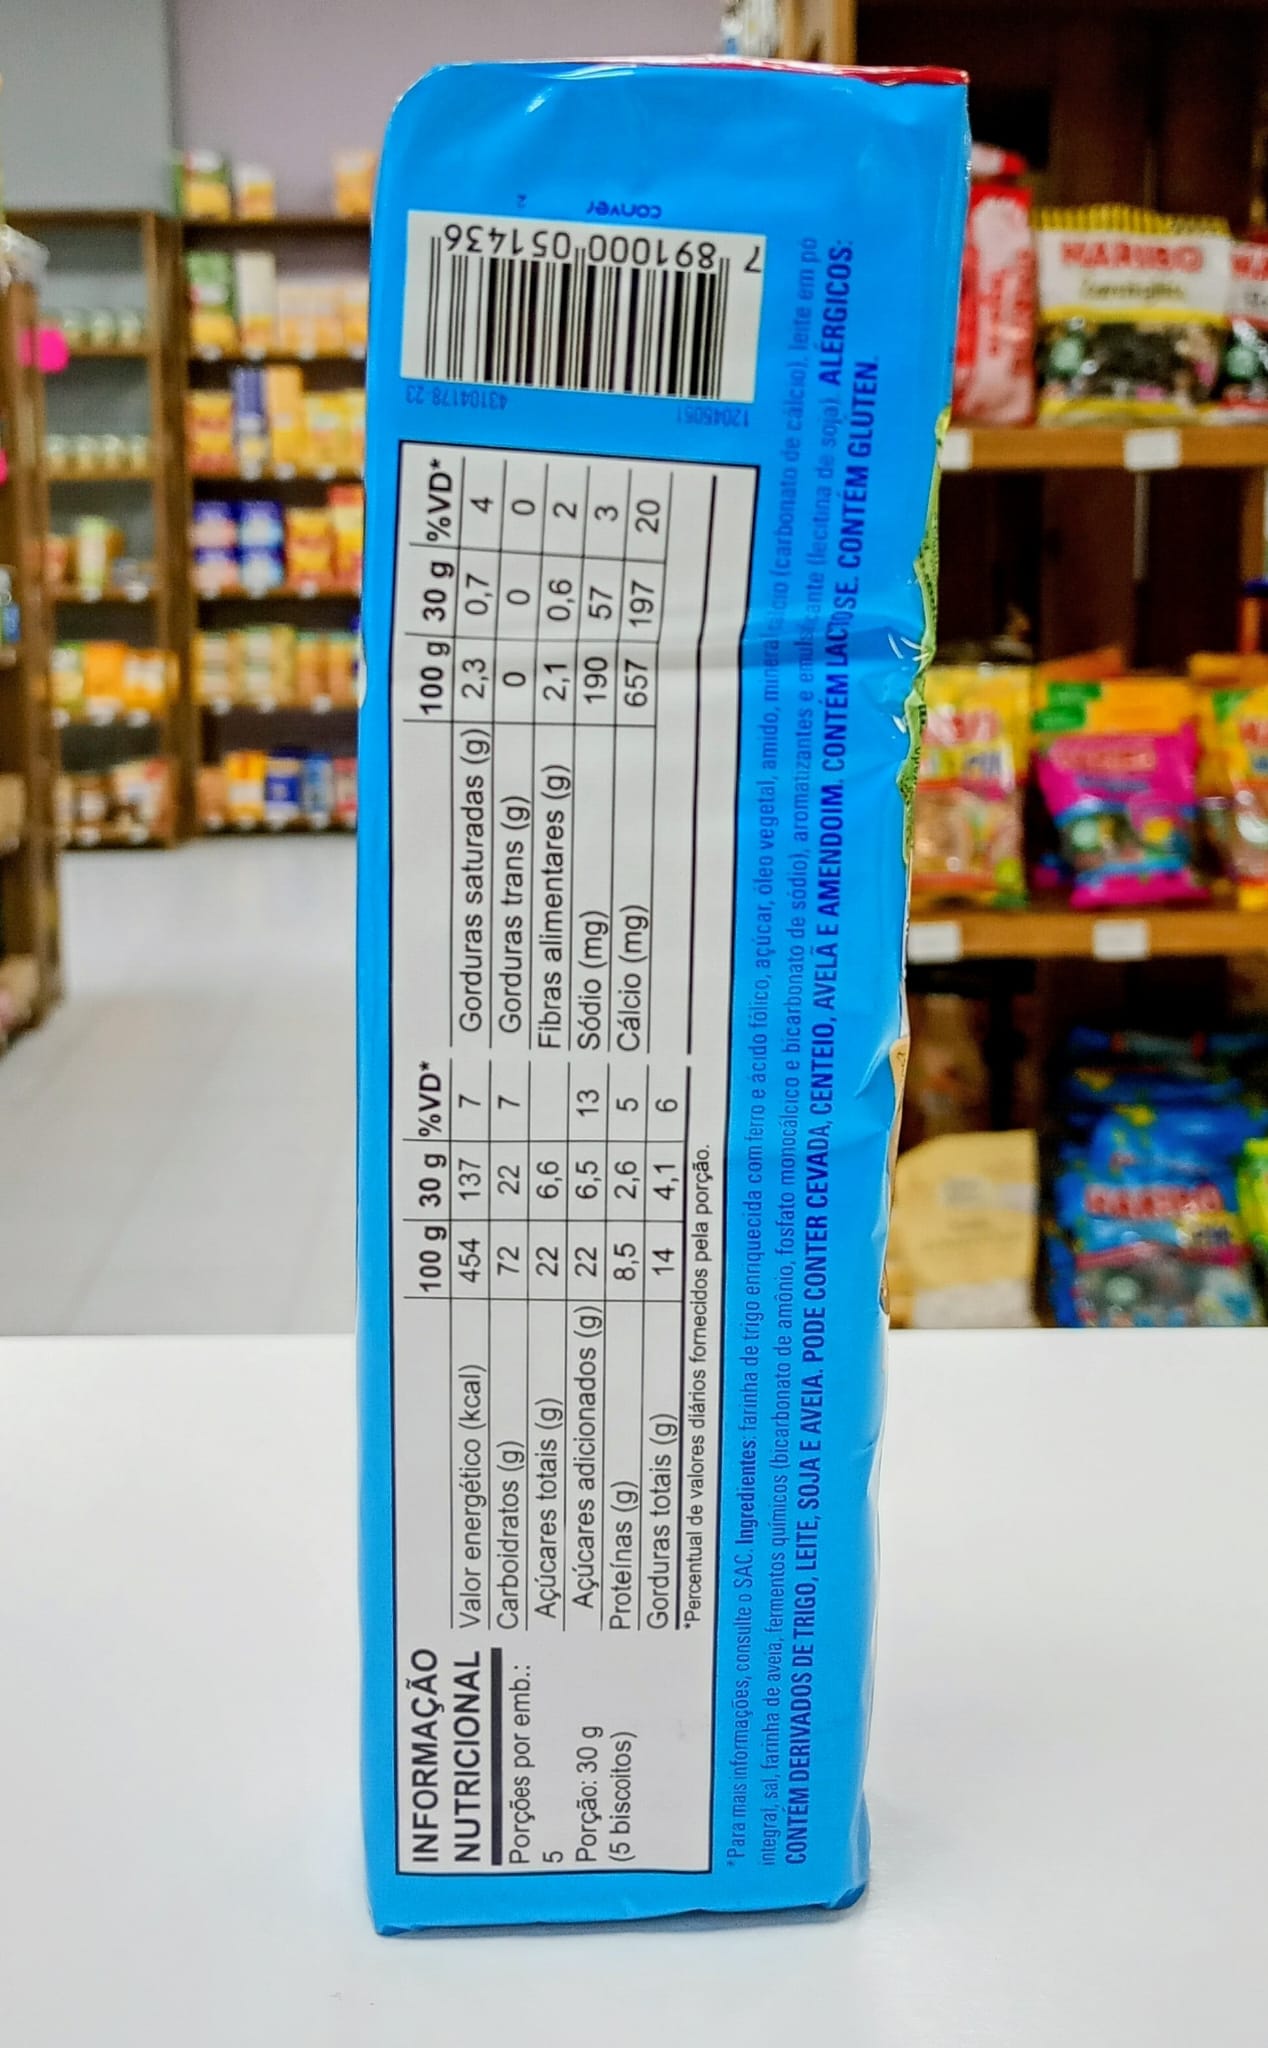 INFORMAÇÃO
NUTRICIONAL
Porções por emb.:
5
Porção: 30 g
(5 biscoitos)
100 g 30 g %VD*
Valor energético (kcal) 454 137 7
Carboidratos (g) 72 22 7
Açúcares totais (g) 22 6,6
Açúcares adicionados (g) 22 6,5 13
Proteínas (g) 8,5 2,6 5
Gorduras totais (g) 14 4,1 6
100 g 30 g %VD*
Gorduras saturadas (g) 2,3 0,7 4
Gorduras trans (g) 0 0 0
Fibras alimentares (g) 2,1 0,6 2
Sódio (mg) 190 57 3
Cálcio (mg) 657 197 20
*Percentual de valores diários fornecidos pela porção.
*Para mais informações, consulte o SAC. Ingredientes: farinha de trigo enriquecida com ferro e ácido fólico, açúcar, óleo vegetal, amido, mineral cálcio (carbonato de cálcio), leite em pó
integral, sal, farinha de aveia, fermentos químicos (bicarbonato de amônio, fosfato monocálcico e bicarbonato de sódio), aromatizantes e emulsificante (lecitina de soja). ALÉRGICOS:
CONTÉM DERIVADOS DE TRIGO, LEITE, SOJA E AVEIA. PODE CONTER CEVADA, CENTEIO, AVELÃ E AMENDOIM. CONTÉM LACTOSE. CONTÉM GLÚTEN.
43104178-23
12045051
7 891000 051436
conver
HARIBO
HARIBO